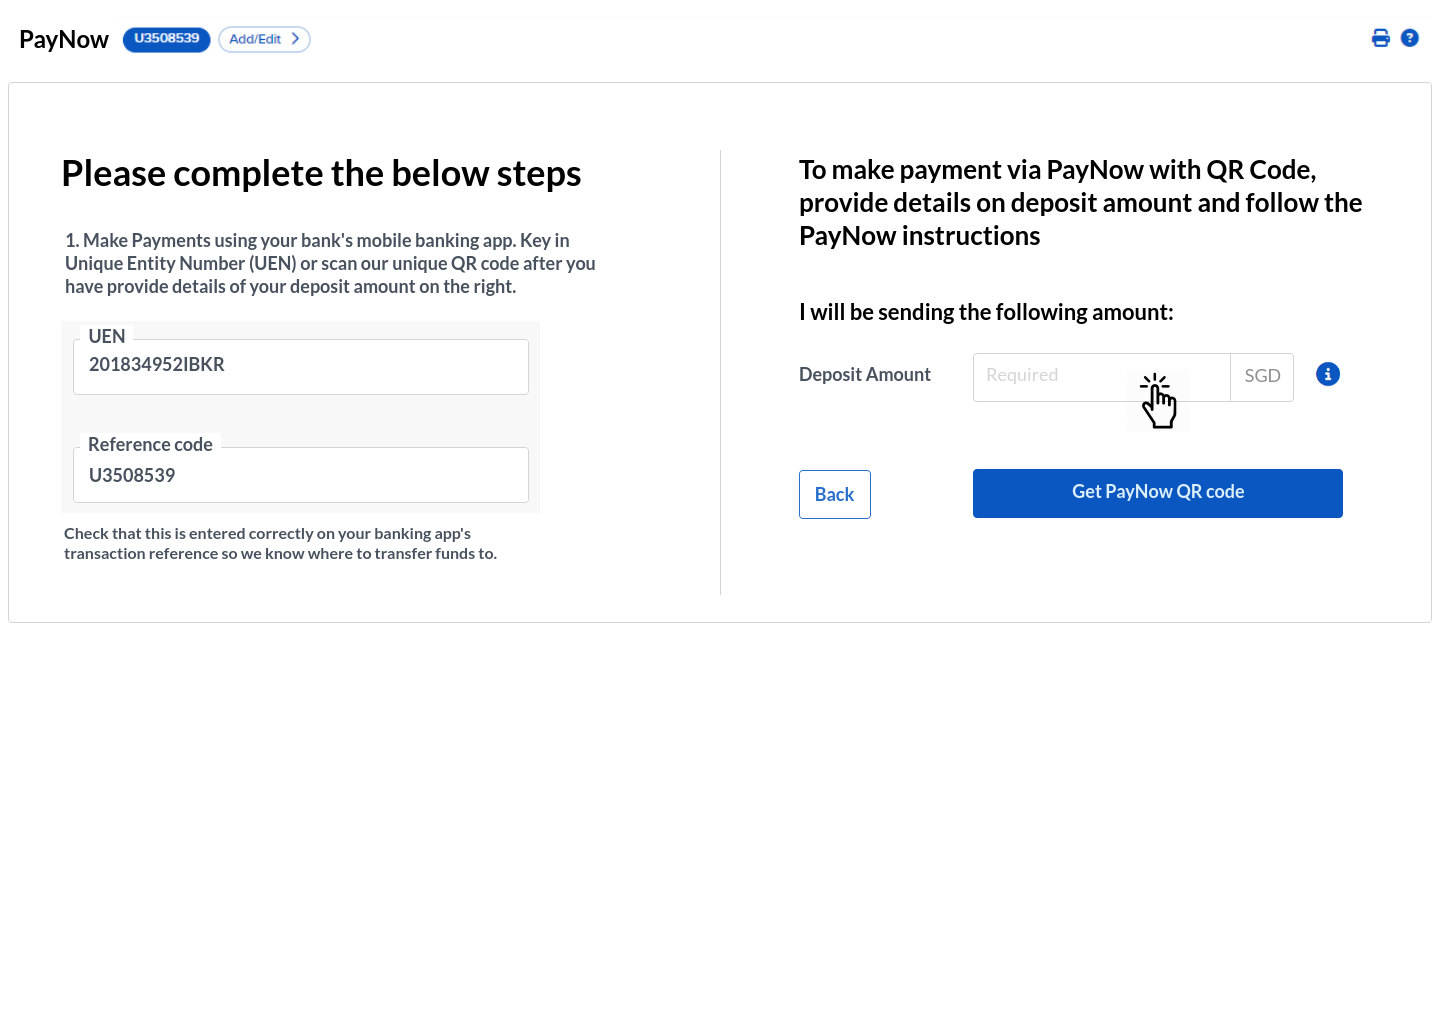 PayNow U3508539 Add/Edit
Please complete the below steps
1. Make Payments using your bank's mobile banking app. Key in
Unique Entity Number (UEN) or scan our unique QR code after you
have provide details of your deposit amount on the right.
UEN
201834952IBKR
Reference code
U3508539
Check that this is entered correctly on your banking app's
transaction reference so we know where to transfer funds to.
To make payment via PayNow with QR Code,
provide details on deposit amount and follow the
PayNow instructions
I will be sending the following amount:
Deposit Amount Required SGD
Back Get PayNow QR code